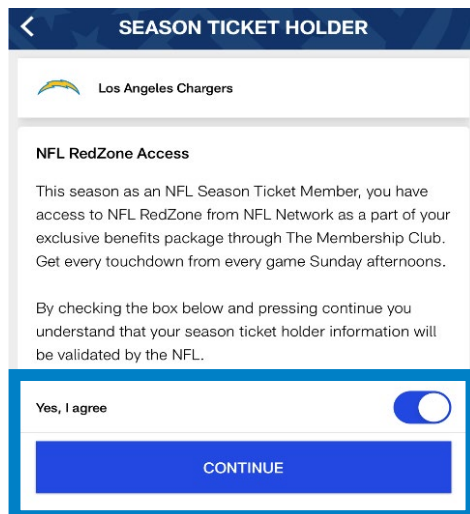 SEASON TICKET HOLDER
Los Angeles Chargers
NFL RedZone Access
This season as an NFL Season Ticket Member, you have
access to NFL RedZone from NFL Network as a part of your
exclusive benefits package through The Membership Club.
Get every touchdown from every game Sunday afternoons.
By checking the box below and pressing continue you
understand that your season ticket holder information will
be validated by the NFL.
Yes, I agree
CONTINUE